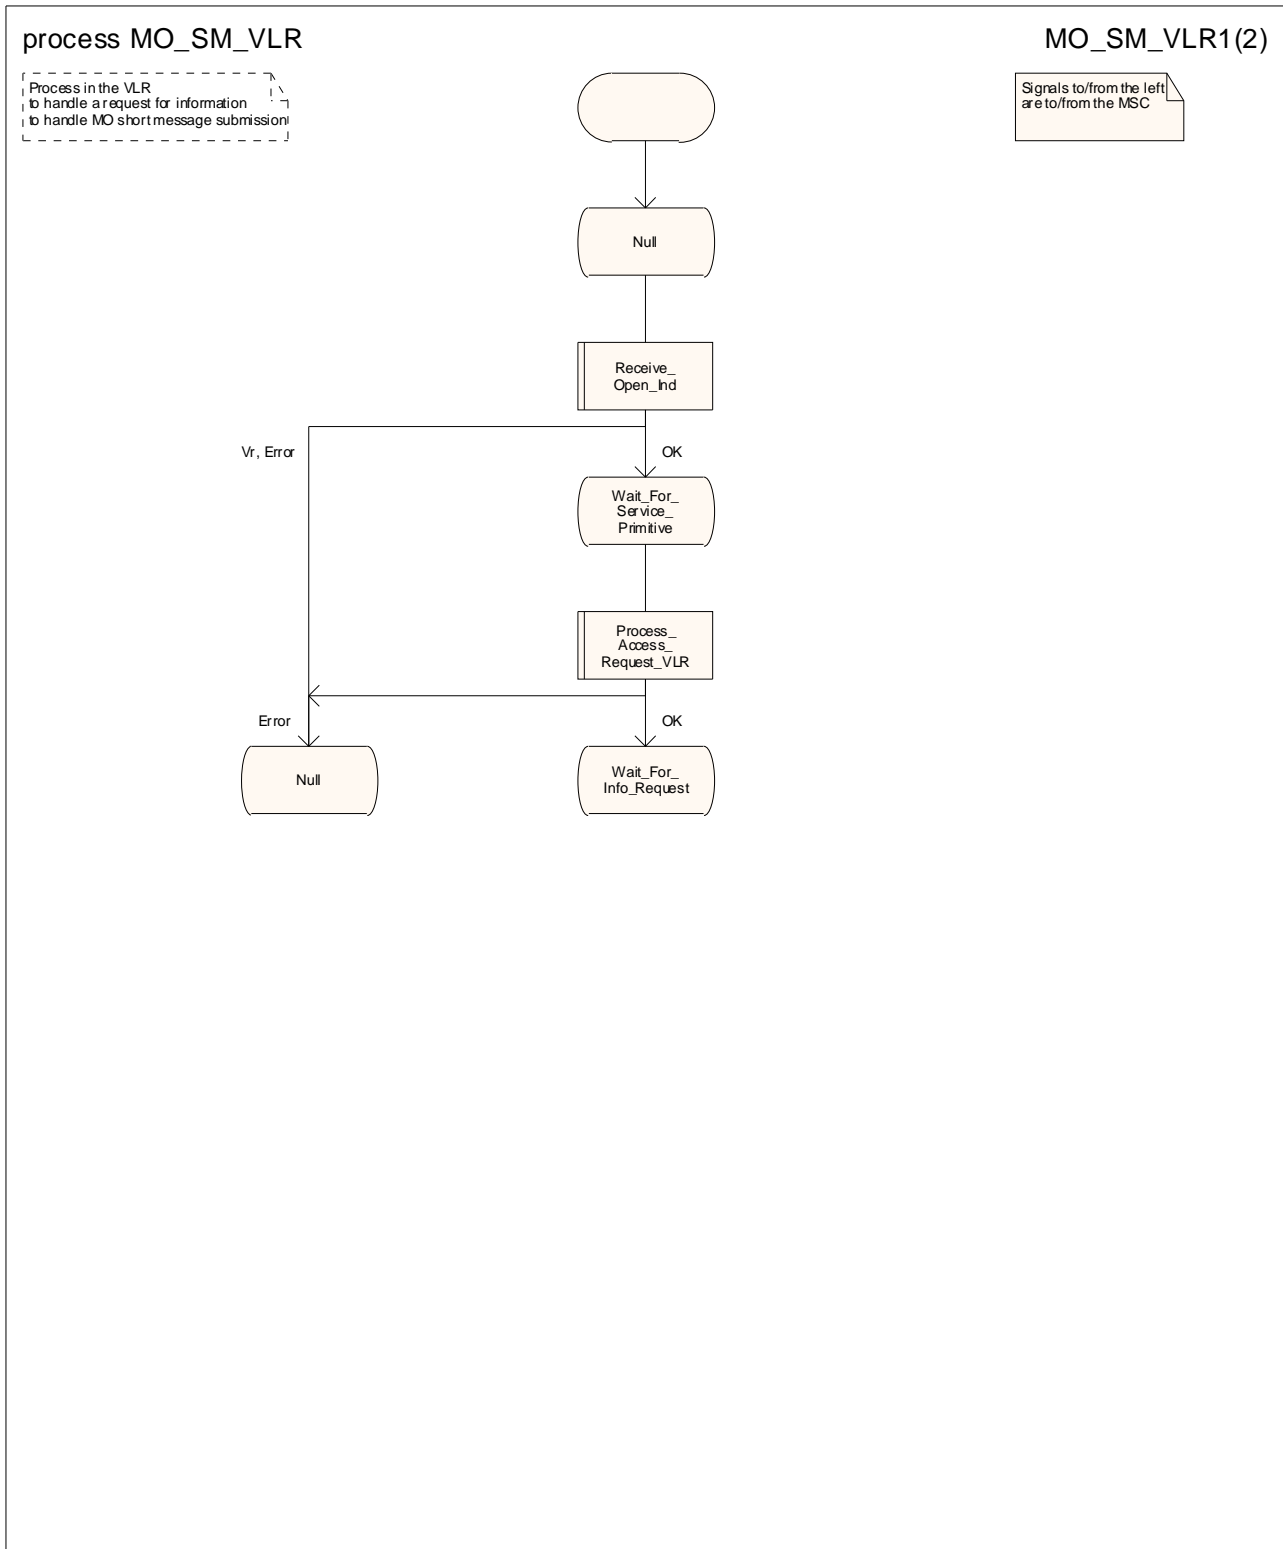 process MO_SM_VLR
MO_SM_VLR1(2)
Process in the VLR
to handle a request for information
to handle MO short message submission
Signals to/from the left
are to/from the MSC
Null
Receive_
Open_Ind
Vr, Error
OK
Wait_For_
Service_
Primitive
Process_
Access_
Request_VLR
Error
OK
Null
Wait_For_
Info_Request